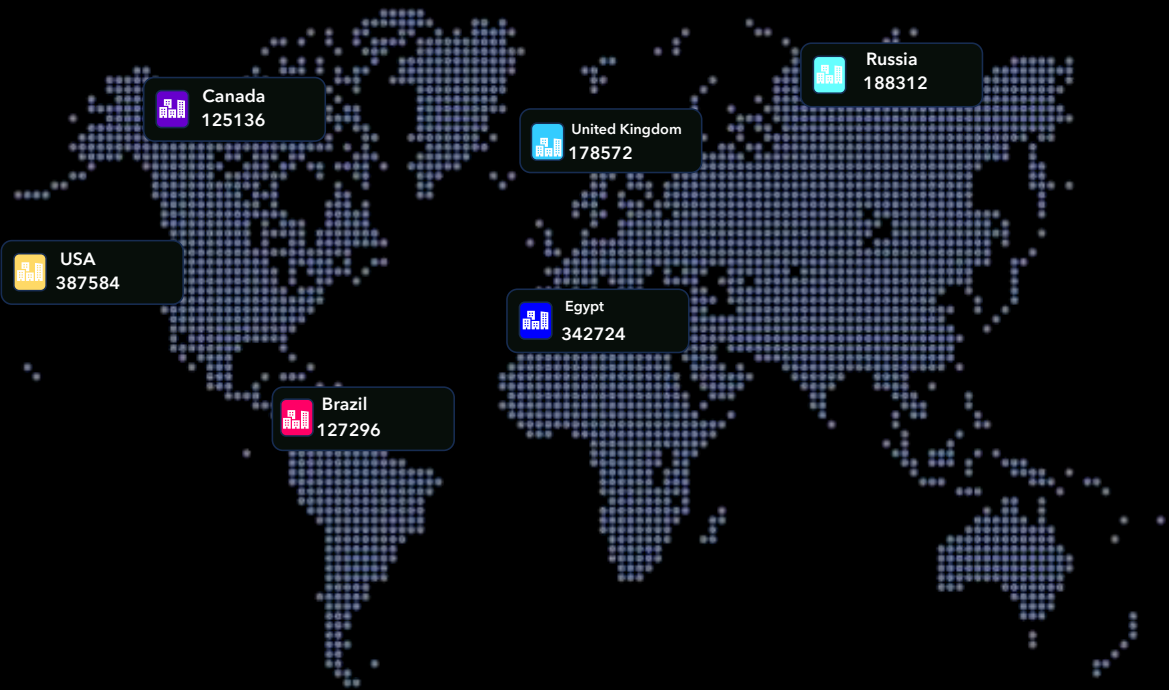 Russia
188312
Canada
125136
United Kingdom
178572
USA
387584
Egypt
342724
Brazil
127296